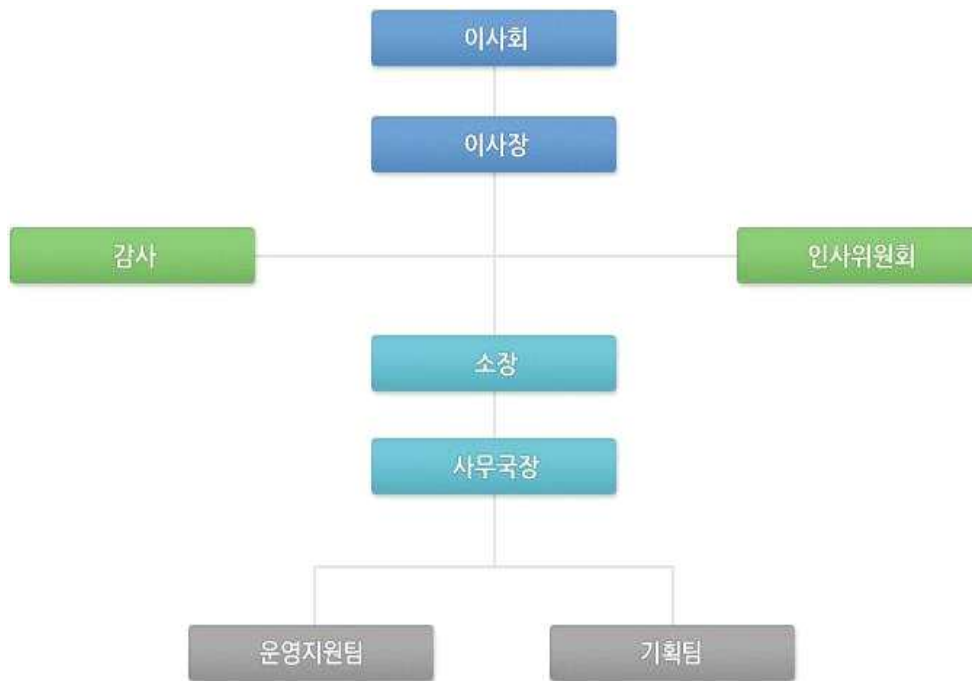 이사회
이사장
감사
인사위원회
소장
사무국장
운영지원팀
기획팀